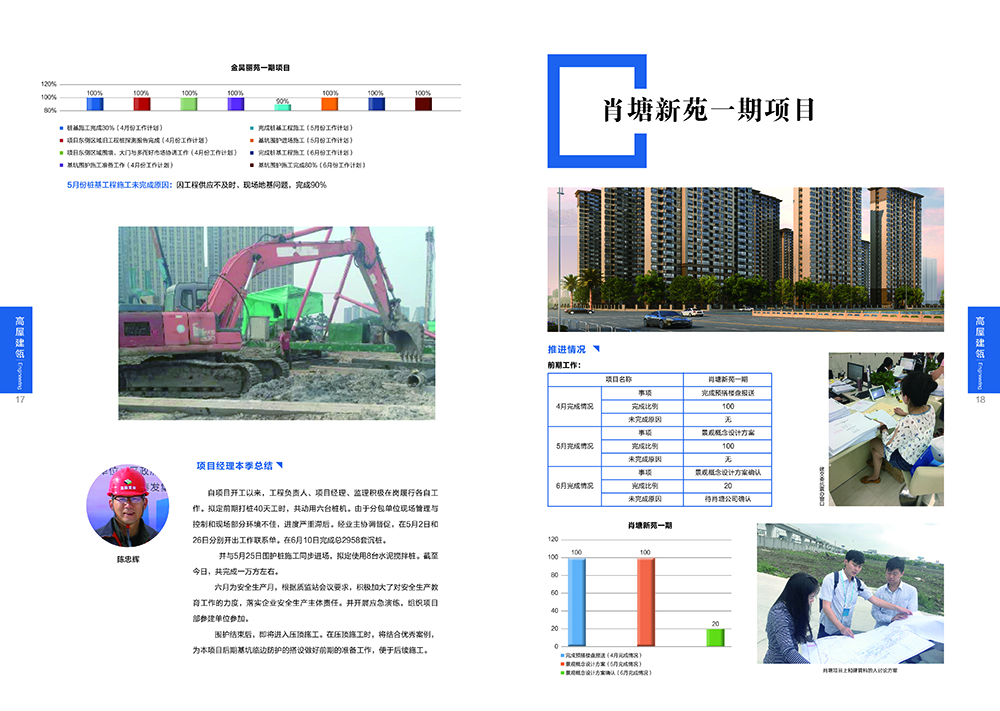 金吴丽苑一期项目
120%
100%
80%
100%
100%
100%
100%
90%
100%
100%
100%
桩基施工完成30%（4月份工作计划）
项目东侧区域旧工程桩探测报告完成（4月份工作计划）
项目东侧区域围墙、大门与多托好市场协调工作（4月份工作计划）
基坑围护施工准备工作（4月份工作计划）
完成桩基工程施工（5月份工作计划）
基坑围护进场施工（5月份工作计划）
完成桩基工程施工（6月份工作计划）
基坑围护施工完成80%（6月份工作计划）
5月份桩基工程施工未完成原因：因工程供应不及时、现场地基问题，完成90%
高屋建瓴
Engineering
17
项目经理本季总结
自项目开工以来，工程负责人、项目经理、监理积极在岗履行各自工
作。拟定前期打桩40天工时，共动用六台桩机。由于分包单位现场管理与
控制和现场部分环境不佳，进度严重滞后。经业主协调督促，在5月2日和
26日分别开出工作联系单。在6月10日完成总2958套沉桩。
并与5月25日围护桩施工同步进场，拟定使用8台水泥搅拌桩。截至
今日，共完成一万方左右。
六月为安全生产月，根据质监站会议要求，积极加大了对安全生产教
育工作的力度，落实企业安全生产主体责任。并开展应急演练，组织项目
部参建单位参加。
围护结束后，即将进入压顶施工。在压顶施工时，将结合优秀案例，
为本项目后期基坑临边防护的搭设做好前期的准备工作，便于后续施工。
陈忠辉
肖塘新苑一期项目
推进情况
前期工作：
项目名称 肖塘新苑一期
4月完成情况 事项 完成预搭楼盘报送
完成比例 100
未完成原因 无
5月完成情况 事项 景观概念设计方案
完成比例 100
未完成原因 无
6月完成情况 事项 景观概念设计方案确认
完成比例 20
未完成原因 待肖塘公司确认
肖塘新苑一期
120
100
80
60
40
20
0
100
100
20
完成预搭楼盘报送（4月完成情况）
景观概念设计方案（5月完成情况）
景观概念设计方案确认（6月完成情况）
高屋建瓴
Engineering
18